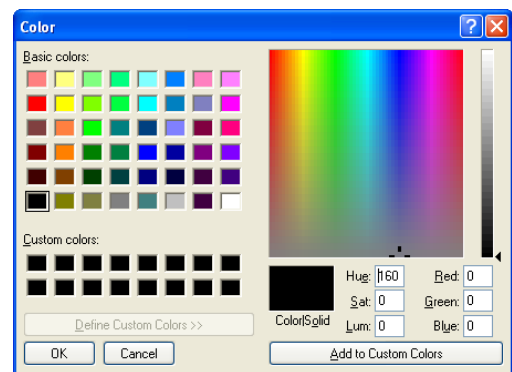 Color
Basic colors:
Custom colors:
Define Custom Colors >>
OK Cancel
Color|Solid
Hue: 160 Red: 0
Sat: 0 Green: 0
Lum: 0 Blue: 0
Add to Custom Colors